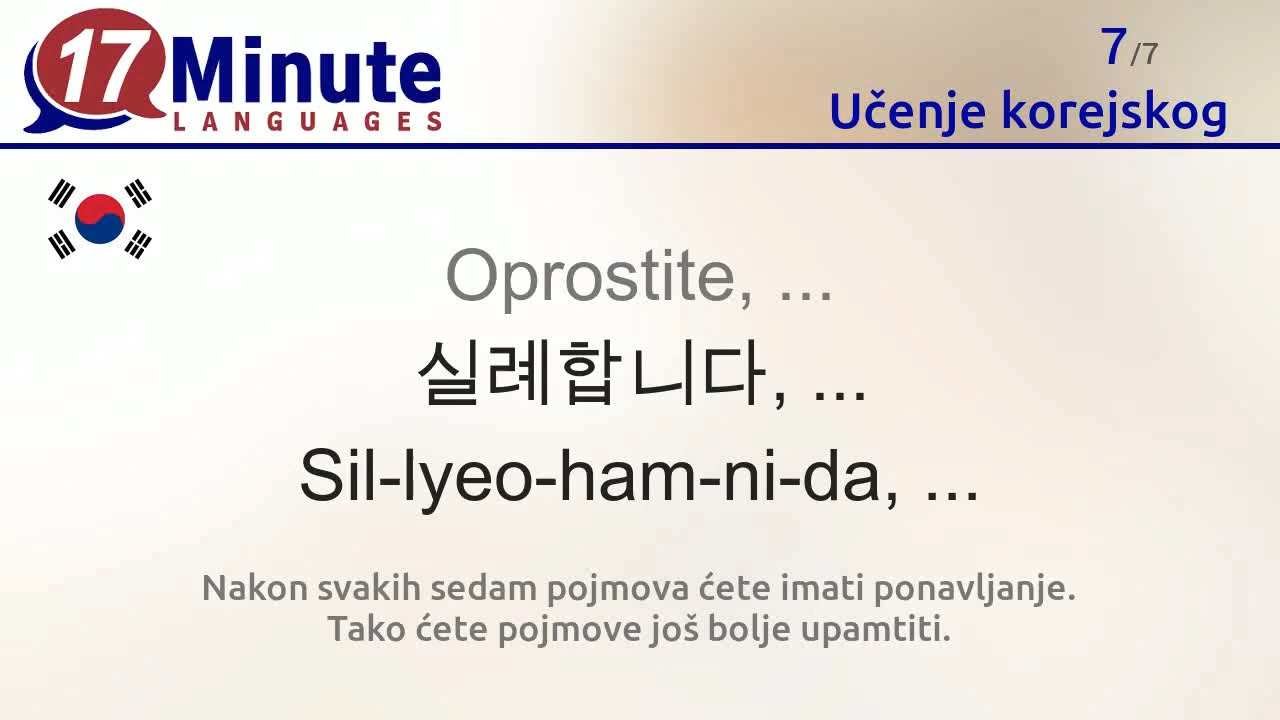 17 Minute
LANGUAGES
7/7
Učenje korejskog
Oprostite, ...
실례합니다, ...
Sil-lyeo-ham-ni-da, ...
Nakon svakih sedam pojmova ćete imati ponavljanje.
Tako ćete pojmove još bolje upamtiti.